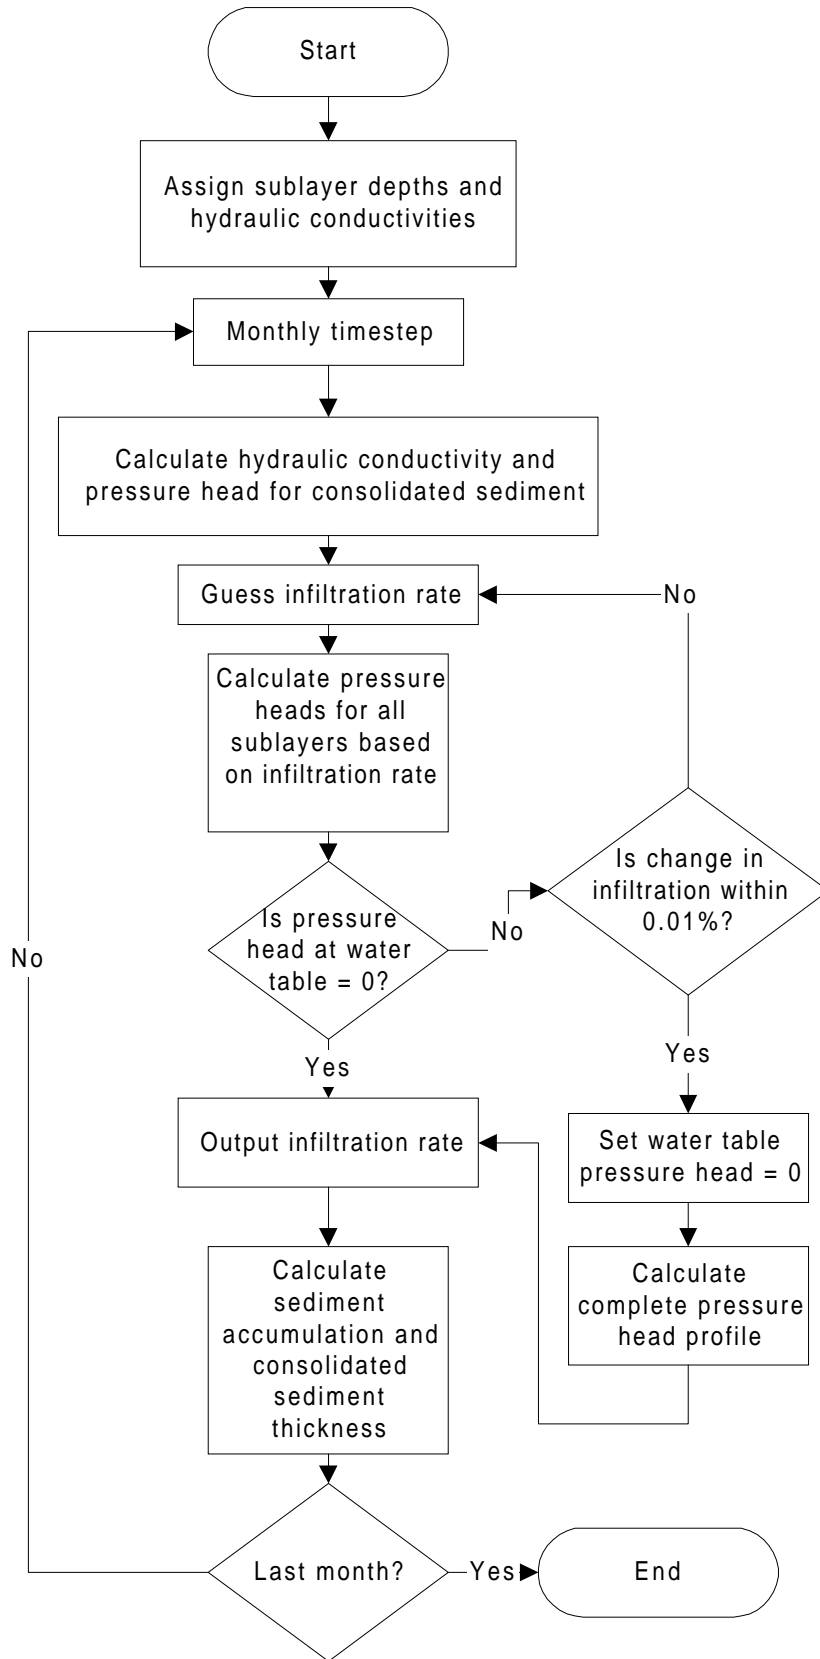 Start
Assign sublayer depths and
hydraulic conductivities
Monthly timestep
Calculate hydraulic conductivity and
pressure head for consolidated sediment
Guess infiltration rate
No
Calculate pressure
heads for all
sublayers based
on infiltration rate
Is change in
infiltration within
0.01%?
Is pressure
head at water
table = 0?
No
No
Yes
Yes
Output infiltration rate
Set water table
pressure head = 0
Calculate
sediment
accumulation and
consolidated
sediment
thickness
Calculate
complete pressure
head profile
Last month?
Yes
End